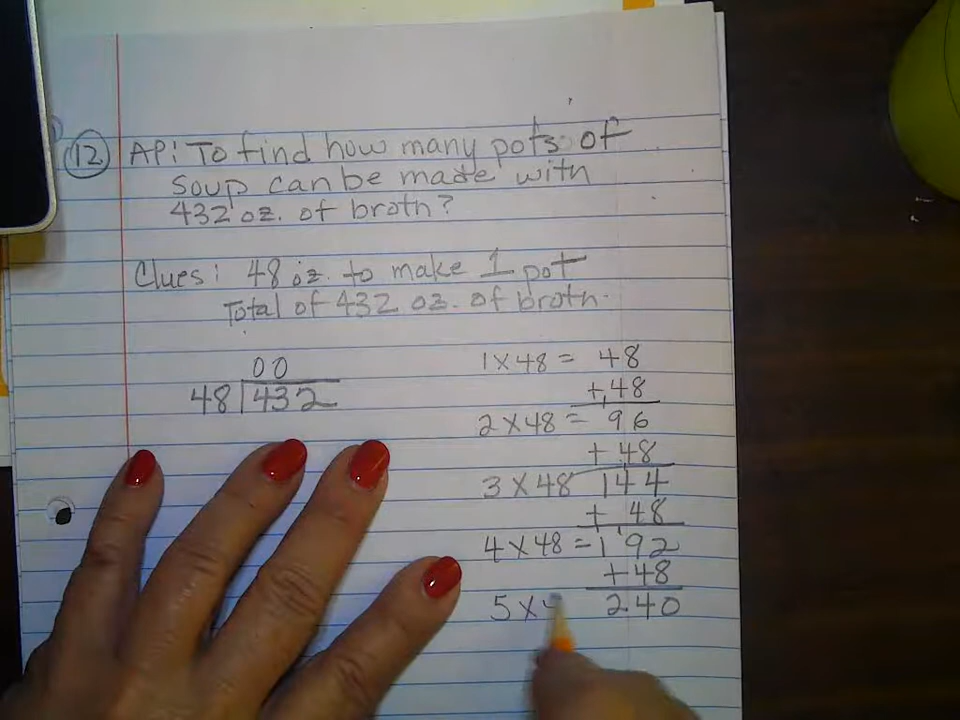 12 AP: To find how many pots of
soup can be made with
432 oz. of broth?
Clues: 48 oz. to make 1 pot
Total of 432 oz. of broth.
00
48 432
1 x 48 = 48
+48
2 x 48 = 96
+ 48
3 x 48 144
+ 48
4 x 48 = 192
+48
5 x 4 240